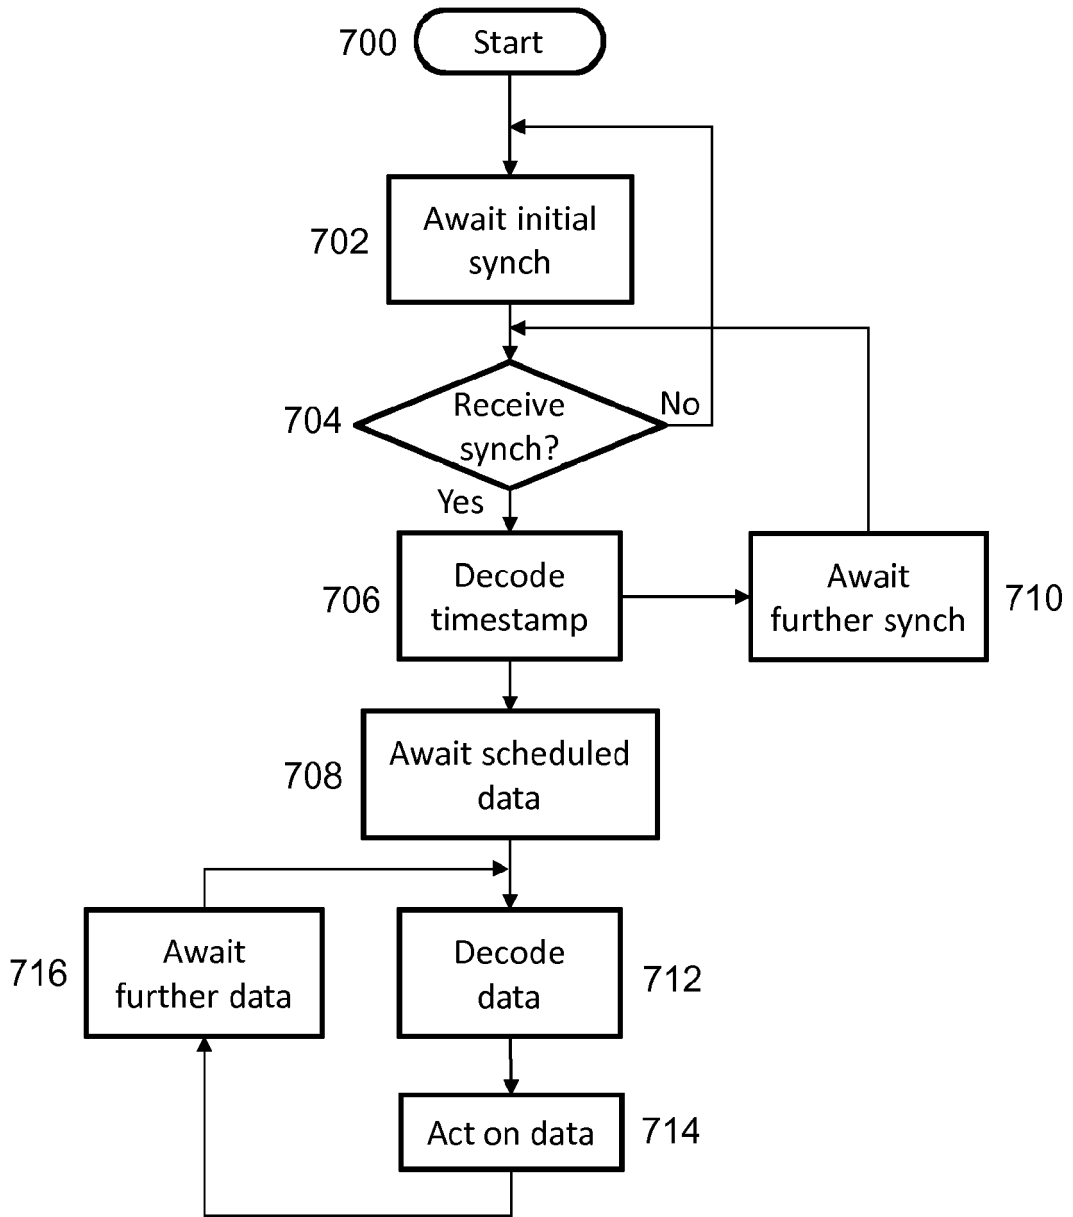 700
Start
702
Await initial
synch
704
Receive
synch?
No
Yes
706
Decode
timestamp
Await
further synch
710
708
Await scheduled
data
716
Await
further data
Decode
data
712
Act on data
714